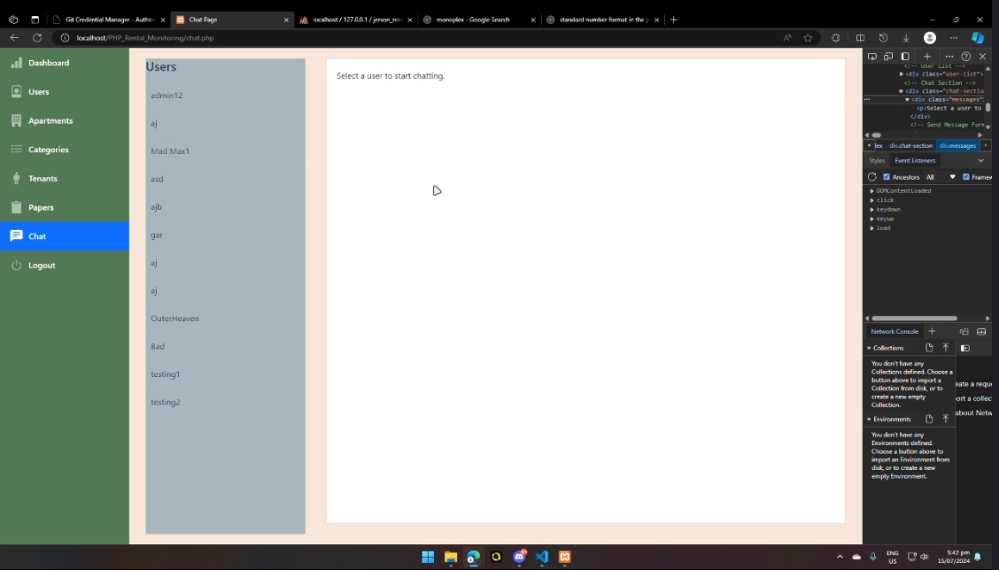 Git Credential Manager - Authen
Chat Page
localhost / 127.0.0.1 / jerson_ren
monoplex - Google Search
standard number format in the p
localhost/PHP_Rental_Monitoring/chat.php
Dashboard
Users
Apartments
Categories
Tenants
Papers
Chat
Logout
Users
admin12
aj
Mad Max1
asd
ajb
gar
aj
aj
OuterHeaven
Bad
testing1
testing2
Select a user to start chatting.
<!-- User List -->
<div class="user-list">
<!-- Chat Section -->
<div class="chat-sectio
<div class="messages"
<p>Select a user to
</div>
<!-- Send Message Form
lex div.chat-section div.messages
Styles Event Listeners
Ancestors All Framew
DOMContentLoaded
click
keydown
keyup
load
Network Console
Collections
You don't have any
Collections defined. Choose a
button above to import a
Collection from disk, or to
create a new empty
Collection.
Environments
You don't have any
Environments defined.
Choose a button above to
import an Environment from
disk, or to create a new
empty Environment.
eate a reque
ort a collec
about Netw
ENG
US
5:42 pm
15/07/2024